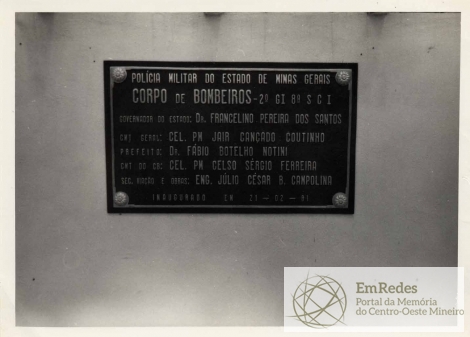 POLÍCIA MILITAR DO ESTADO DE MINAS GERAIS
CORPO DE BOMBEIROS - 2º GI 8º S C I
GOVERNADOR DO ESTADO: DR. FRANCELINO PEREIRA DOS SANTOS
CMT GERAL: CEL. PM JAIR CANÇADO COUTINHO
PREFEITO: DR. FÁBIO BOTELHO NOTINI
CMT DO CB: CEL. PM CELSO SÉRGIO FERREIRA
SEC. E OBRAS: ENG. JÚLIO CÉSAR B. CAMPOLINA
INAUGURADO EM 21 - 02 - 81
EmRedes
Portal da Memória
do Centro-Oeste Mineiro